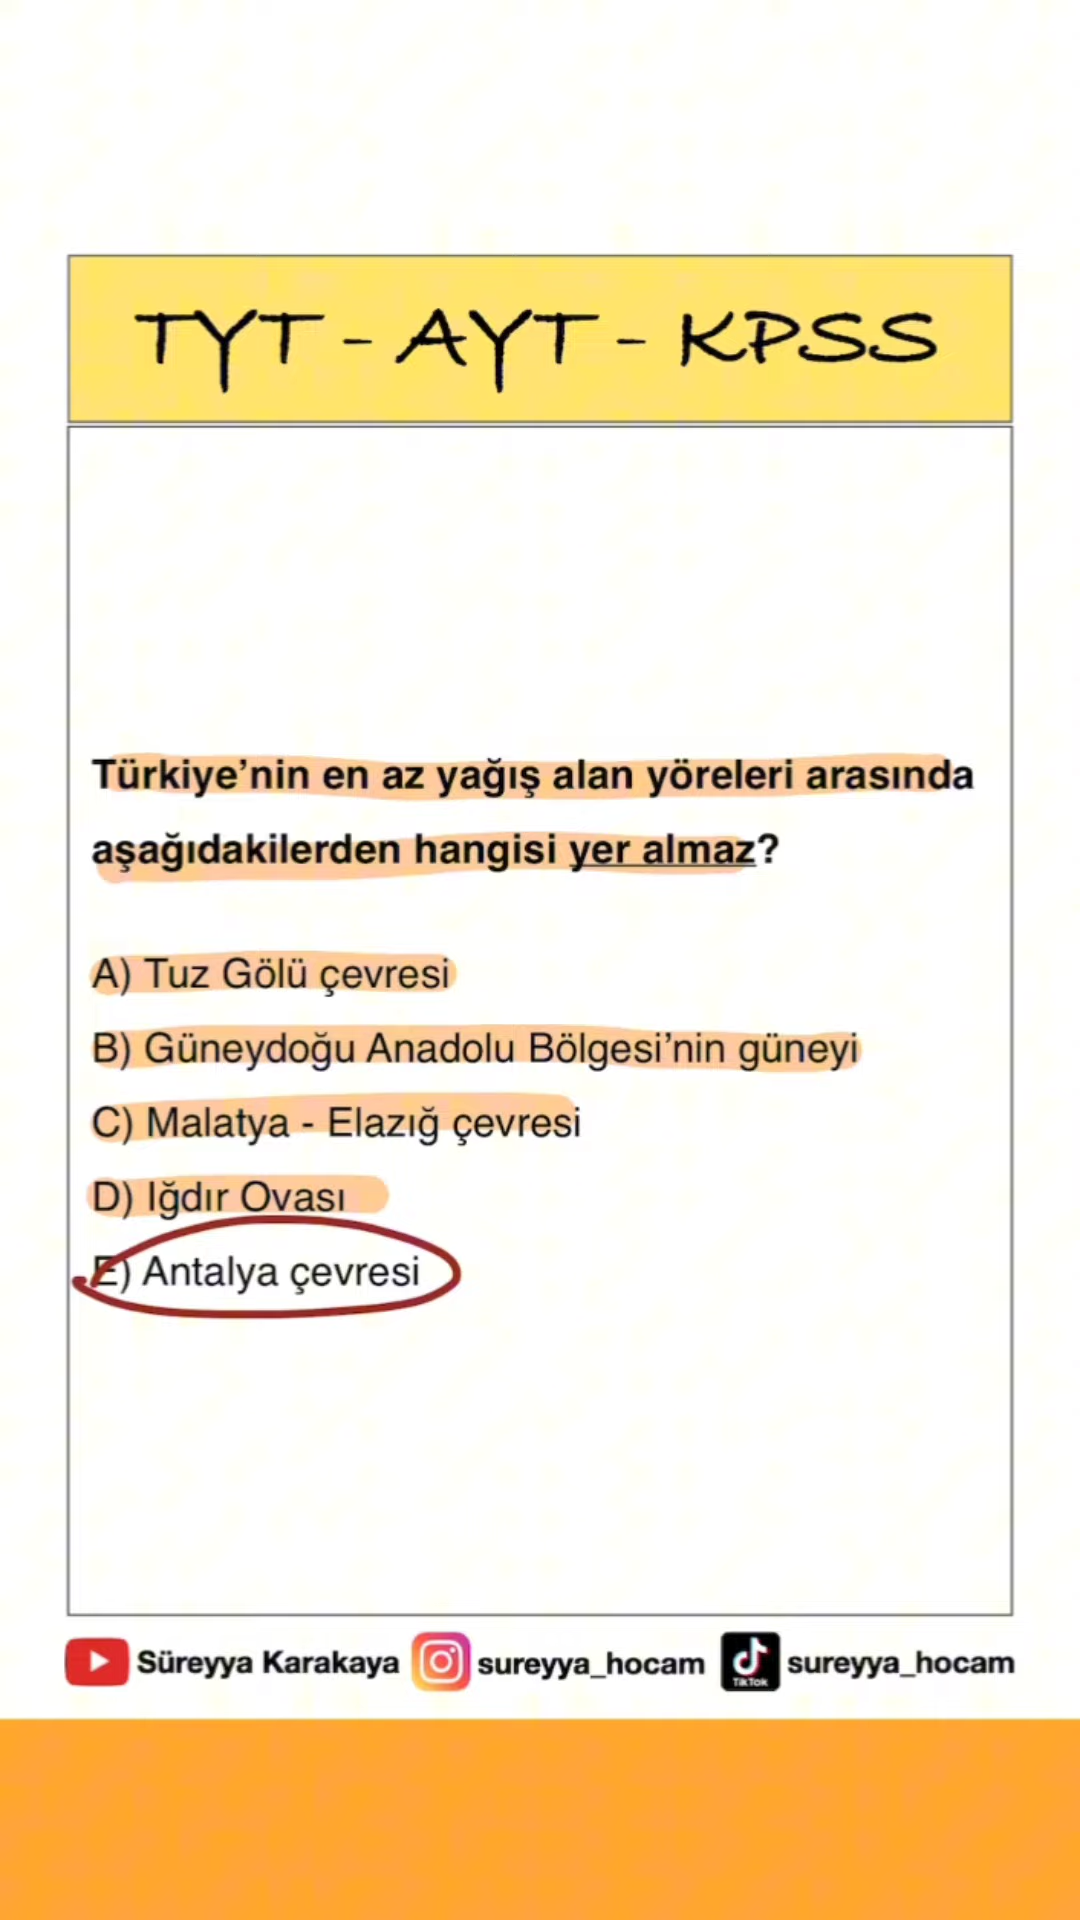 TYT - AYT - KPSS
Türkiye'nin en az yağış alan yöreleri arasında
aşağıdakilerden hangisi yer almaz?
A) Tuz Gölü çevresi
B) Güneydoğu Anadolu Bölgesi'nin güneyi
C) Malatya - Elazığ çevresi
D) Iğdır Ovası
E) Antalya çevresi
Süreyya Karakaya sureyya_hocam TikTok sureyya_hocam